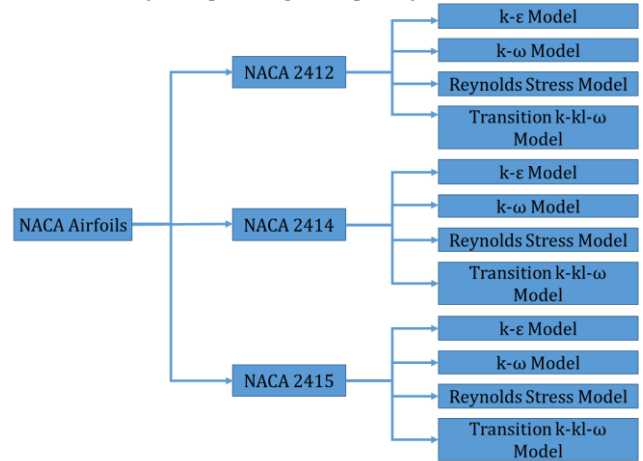 k-ε Model
k-ω Model
NACA 2412
Reynolds Stress Model
Transition k-kl-ω
Model
k-ε Model
k-ω Model
NACA Airfoils
NACA 2414
Reynolds Stress Model
Transition k-kl-ω
Model
k-ε Model
k-ω Model
NACA 2415
Reynolds Stress Model
Transition k-kl-ω
Model